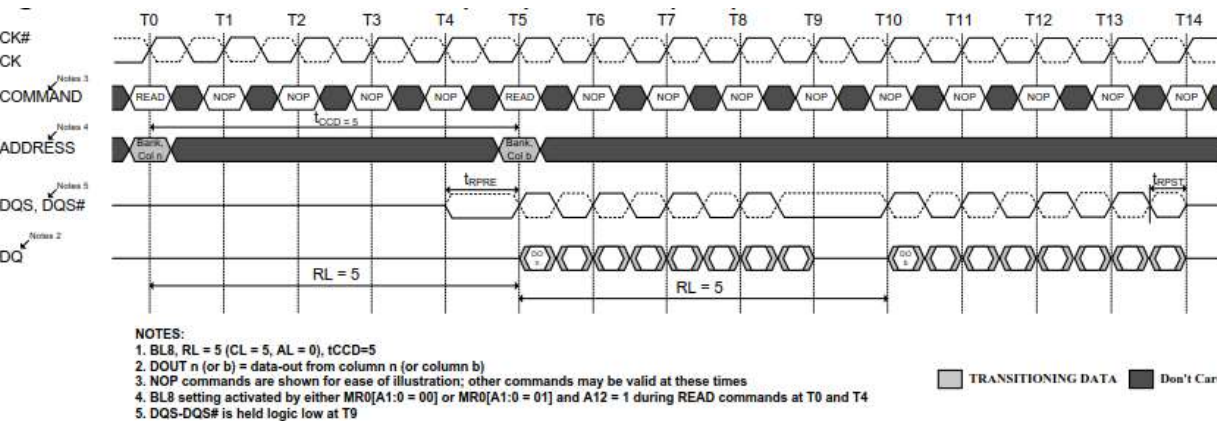 T0 T1 T2 T3 T4 T5 T6 T7 T8 T9 T10 T11 T12 T13 T14
CK#
CK
Notes 3
COMMAND READ NOP NOP NOP NOP READ NOP NOP NOP NOP NOP NOP NOP NOP NOP
tCCD = 5
Notes 4
ADDRESS Bank, Col n Bank, Col b
tRPRE tRPST
Notes 5
DQS, DQS#
Notes 2
DQ DO n DO b
RL = 5
RL = 5
NOTES:
1. BL8, RL = 5 (CL = 5, AL = 0), tCCD=5
2. DOUT n (or b) = data-out from column n (or column b)
3. NOP commands are shown for ease of illustration; other commands may be valid at these times
4. BL8 setting activated by either MR0[A1:0 = 00] or MR0[A1:0 = 01] and A12 = 1 during READ commands at T0 and T4
5. DQS-DQS# is held logic low at T9
TRANSITIONING DATA Don't Car